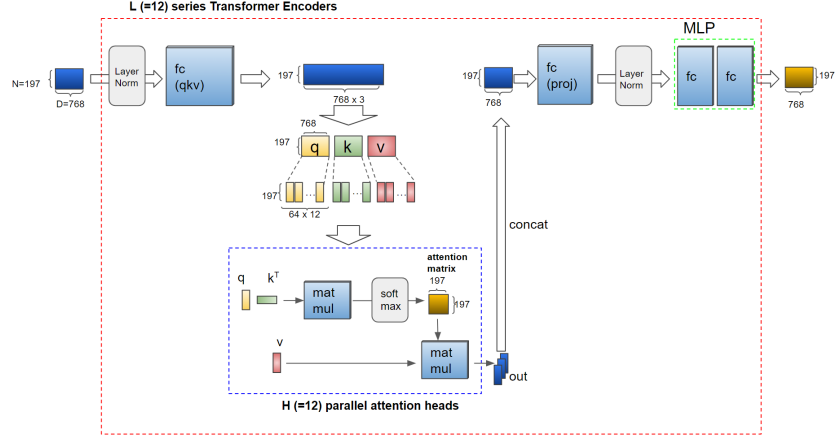 L (=12) series Transformer Encoders
MLP
N=197
D=768
Layer
Norm
fc
(qkv)
197
768 x 3
197
768
fc
(proj)
Layer
Norm
fc
fc
197
768
768
197
q
k
v
197
64 x 12
concat
attention
matrix
197
197
q
k^T
mat
mul
soft
max
v
mat
mul
out
H (=12) parallel attention heads